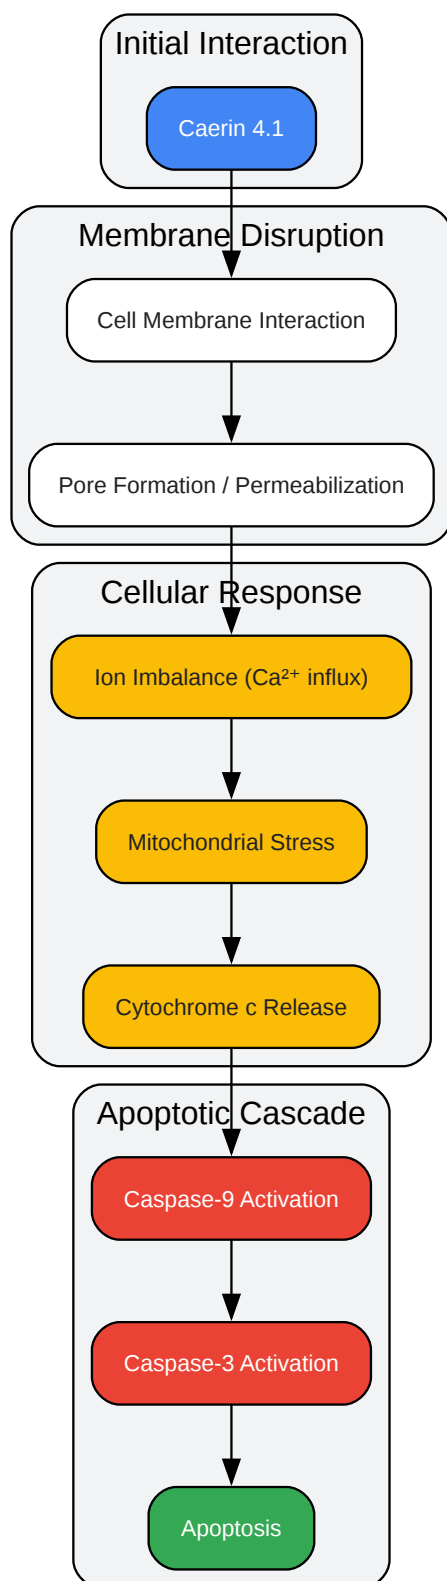 Initial Interaction
Caerin 4.1
Membrane Disruption
Cell Membrane Interaction
Pore Formation / Permeabilization
Cellular Response
Ion Imbalance (Ca²⁺ influx)
Mitochondrial Stress
Cytochrome c Release
Apoptotic Cascade
Caspase-9 Activation
Caspase-3 Activation
Apoptosis